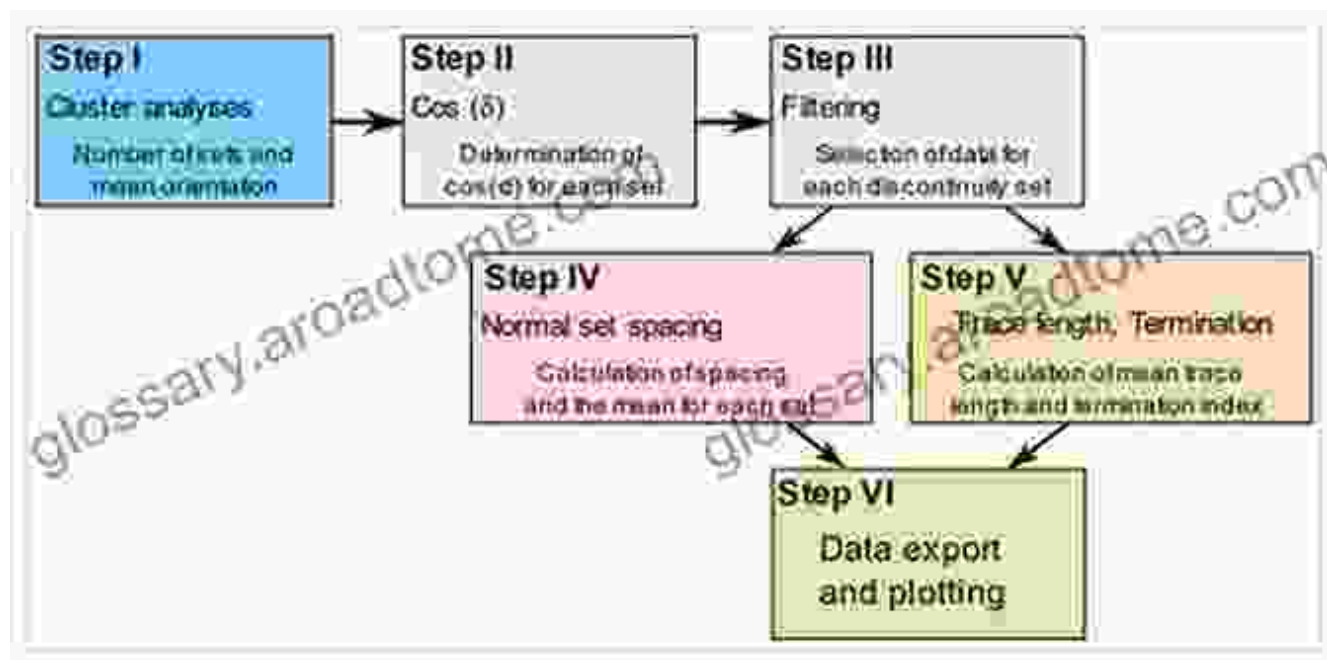 Step I
Cluster analyses
Number of sets and
mean orientation
Step II
Cos (δ)
Determination of
cos(d) for each set
Step III
Filtering
Selection of data for
each discontinuity set
Step IV
Normal set spacing
Calculation of spacing
and the mean for each set
Step V
Trace length, Termination
Calculation of mean trace
length and termination index
Step VI
Data export
and plotting
glossary.aroadtome.com
glossary.aroadtome.com